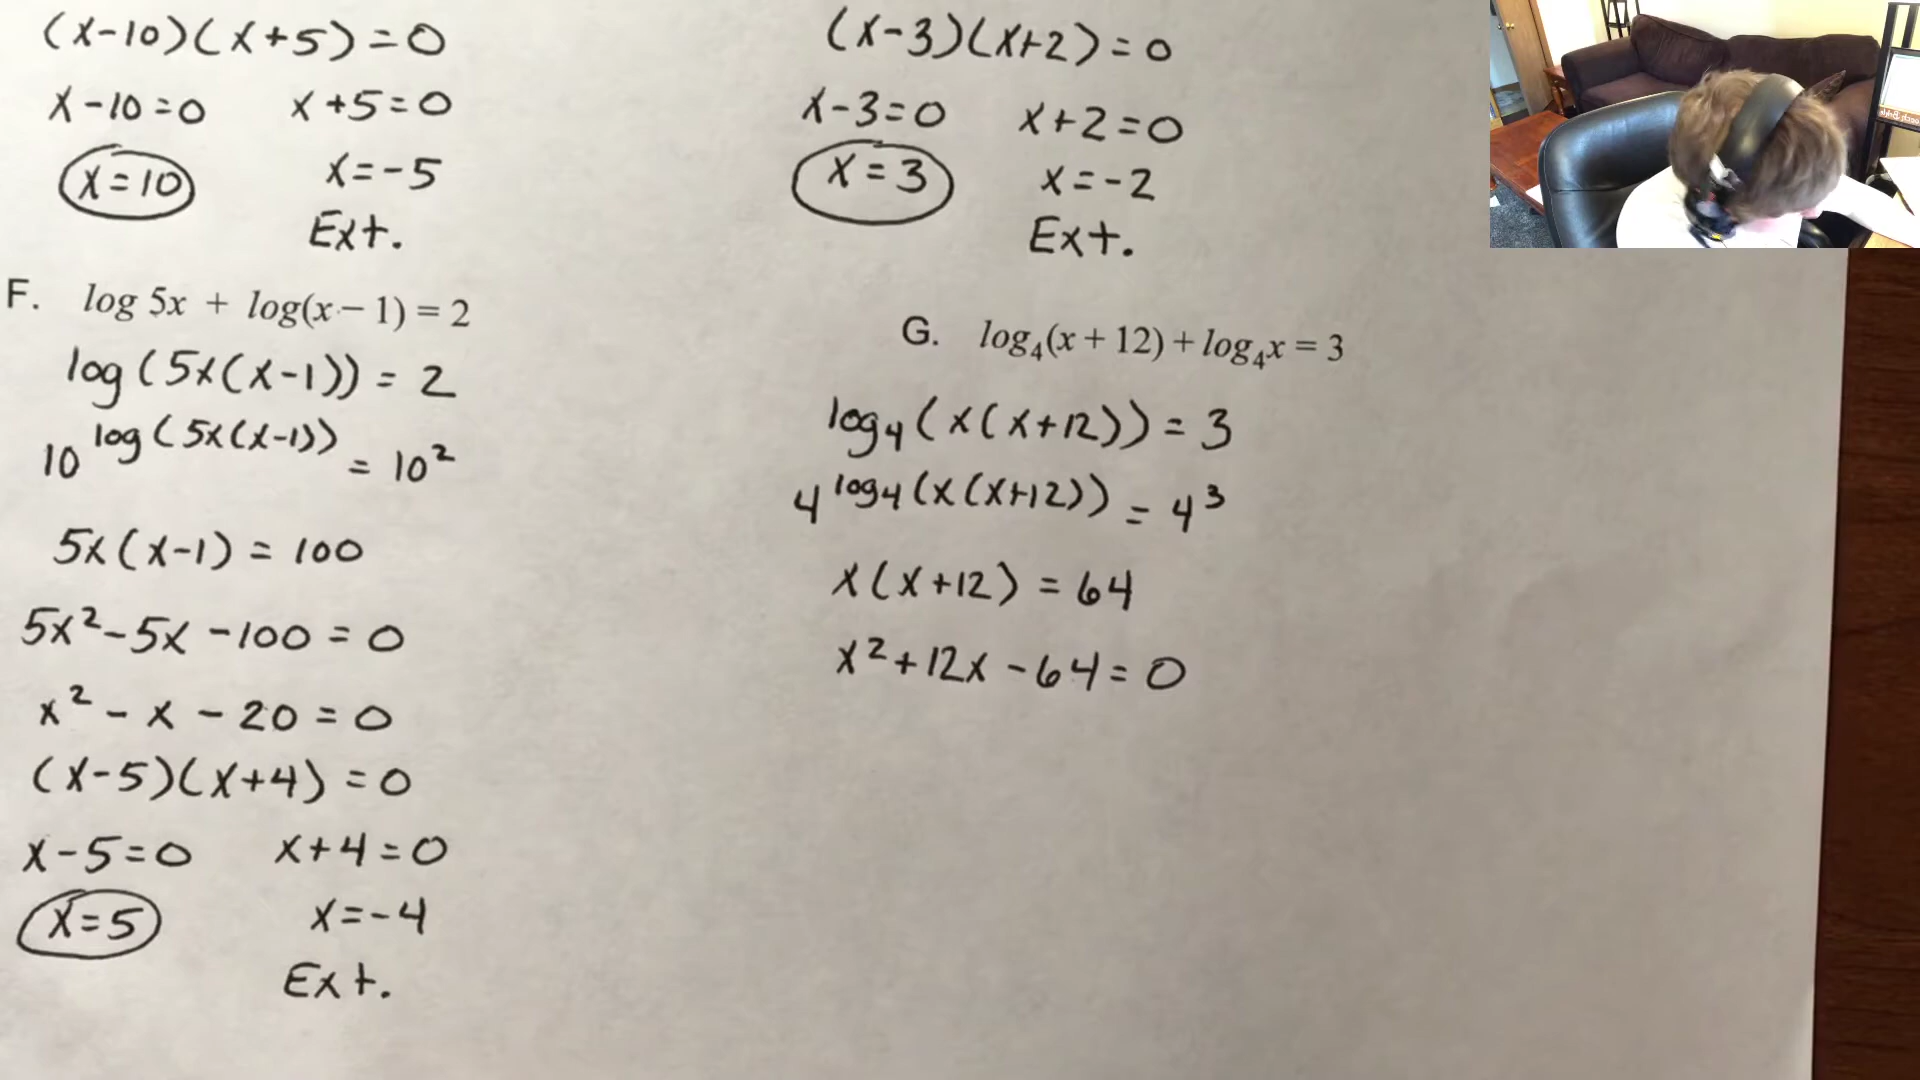 (x-10)(x+5)=0
x-10=0 x+5=0
x=10 x=-5
Ext.
F. log 5x + log(x - 1) = 2
log(5x(x-1)) = 2
10^log(5x(x-1)) = 10²
5x(x-1) = 100
5x²-5x-100=0
x²-x-20=0
(x-5)(x+4)=0
x-5=0 x+4=0
x=5 x=-4
Ext.
(x-3)(x+2)=0
x-3=0 x+2=0
x=3 x=-2
Ext.
G. log₄(x + 12) + log₄x = 3
log₄(x(x+12)) = 3
4^log₄(x(x+12)) = 4³
x(x+12) = 64
x²+12x-64=0